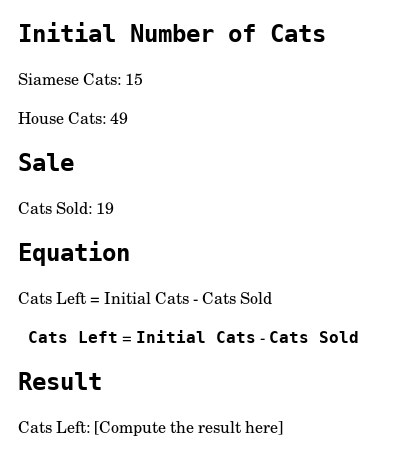 Initial Number of Cats
Siamese Cats: 15
House Cats: 49
Sale
Cats Sold: 19
Equation
Cats Left = Initial Cats - Cats Sold
Cats Left = Initial Cats - Cats Sold
Result
Cats Left: [Compute the result here]